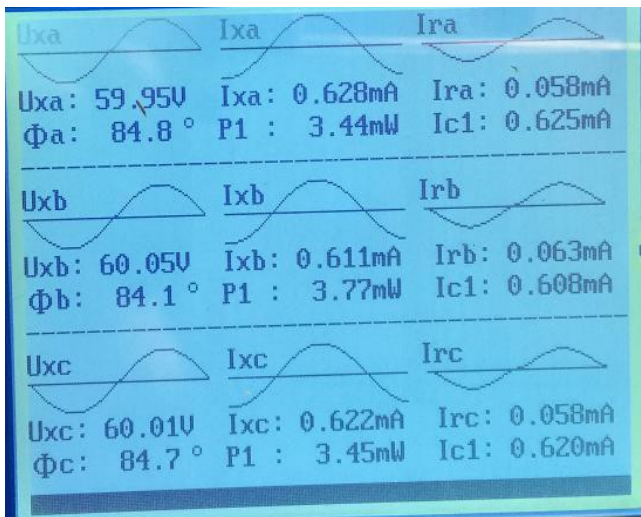 Uxa Ixa Ira
Uxa: 59.95V Ixa: 0.628mA Ira: 0.058mA
Φa: 84.8° P1 : 3.44mW Ic1: 0.625mA
Uxb Ixb Irb
Uxb: 60.05V Ixb: 0.611mA Irb: 0.063mA
Φb: 84.1° P1 : 3.77mW Ic1: 0.608mA
Uxc Ixc Irc
Uxc: 60.01V Ixc: 0.622mA Irc: 0.058mA
Φc: 84.7° P1 : 3.45mW Ic1: 0.620mA